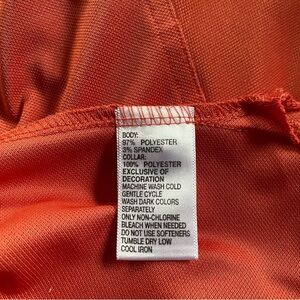 BODY:
97% POLYESTER
3% SPANDEX
COLLAR:
100% POLYESTER
EXCLUSIVE OF
DECORATION
MACHINE WASH COLD
GENTLE CYCLE
WASH DARK COLORS
SEPARATELY
ONLY NON-CHLORINE
BLEACH WHEN NEEDED
DO NOT USE SOFTENERS
TUMBLE DRY LOW
COOL IRON